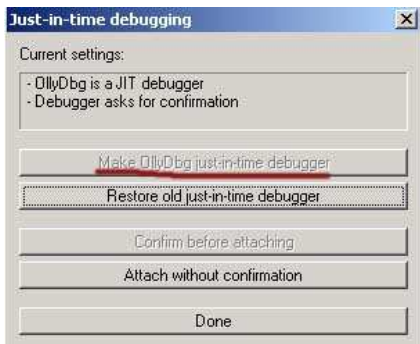 Just-in-time debugging
Current settings:
- OllyDbg is a JIT debugger
- Debugger asks for confirmation
Make OllyDbg just-in-time debugger
Restore old just-in-time debugger
Confirm before attaching
Attach without confirmation
Done